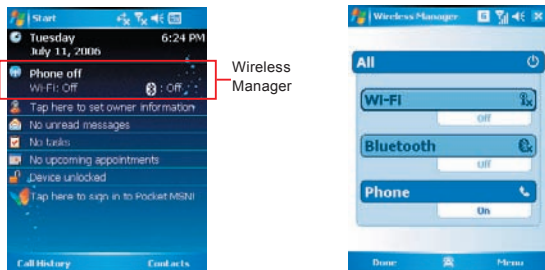 Start
Tuesday 6:24 PM
July 11, 2006
Phone off
Wi-Fi: Off : Off
Tap here to set owner information
No unread messages
No tasks
No upcoming appointments
Device unlocked
Tap here to sign in to Pocket MSN!
Call History Contacts
Wireless
Manager
Wireless Manager
All
Wi-Fi
Off
Bluetooth
Off
Phone
On
Done Menu